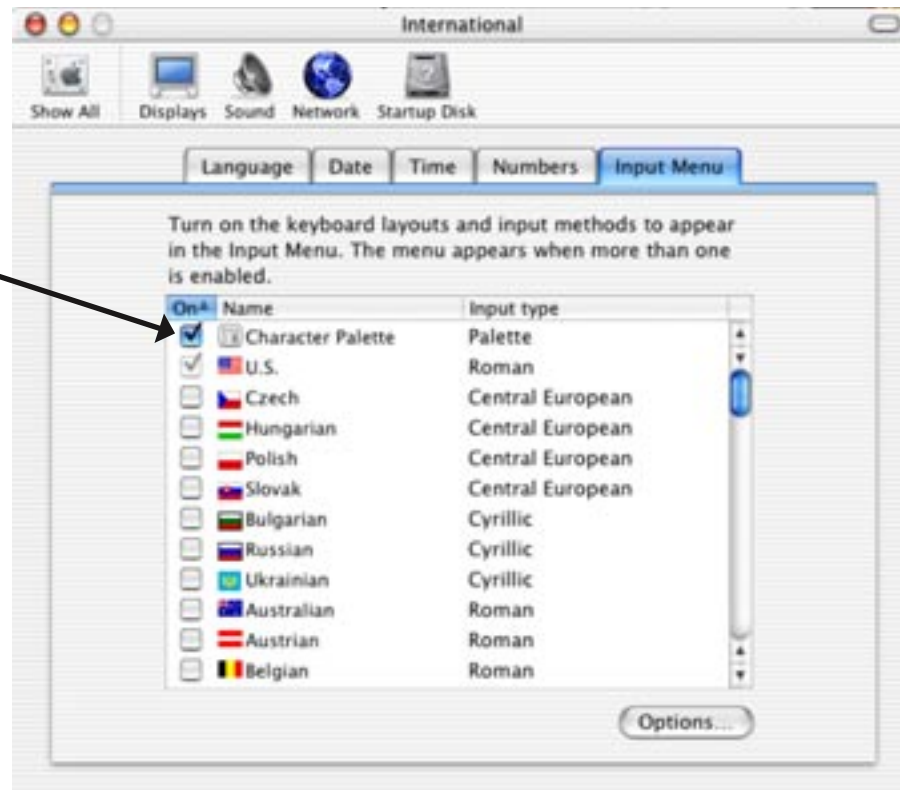 International
Show All
Displays Sound Network Startup Disk
Language Date Time Numbers Input Menu
Turn on the keyboard layouts and input methods to appear
in the Input Menu. The menu appears when more than one
is enabled.
On Name Input type
Character Palette Palette
U.S. Roman
Czech Central European
Hungarian Central European
Polish Central European
Slovak Central European
Bulgarian Cyrillic
Russian Cyrillic
Ukrainian Cyrillic
Australian Roman
Austrian Roman
Belgian Roman
Options...